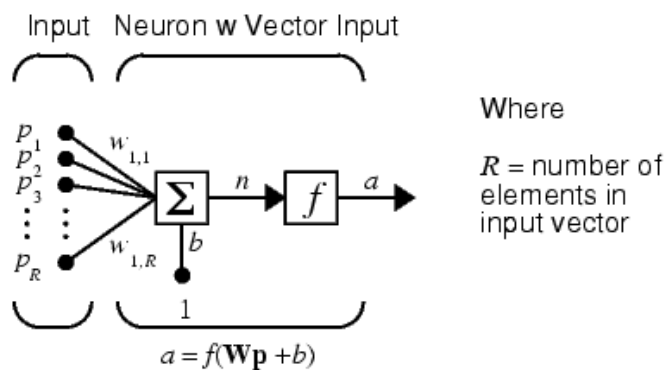 Input Neuron w Vector Input
p1
p2
p3
pR
w1,1
w1,R
Σ
n
f
a
b
1
a = f(Wp + b)
Where
R = number of
elements in
input vector